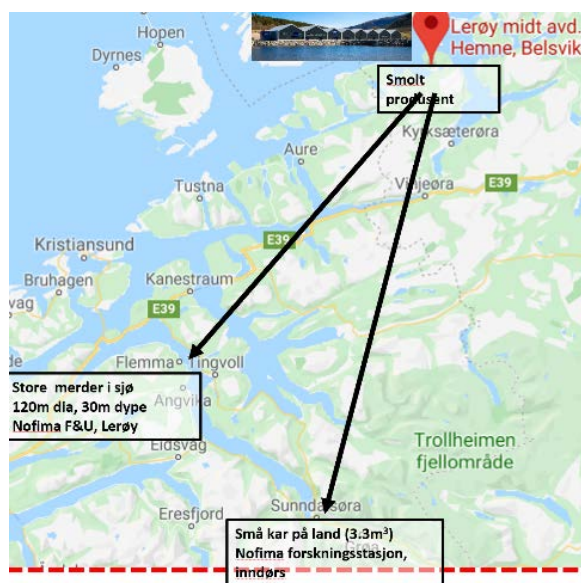 Hopen
Dyrnes
Lerøy midt avd.
Hemne, Belsvik
Smolt
produsent
Kyrksæterøra
Aure
Vinjeøra
E39
Tustna
E39
Kristiansund
Bruhagen
Kanestraum
E39
Flemma
Tingvoll
Store merder i sjø
120m dia, 30m dype
Nofima F&U, Lerøy
Angvika
Eidsvåg
Trollheimen
fjellområde
Eresfjord
Sunndalsøra
Små kar på land (3.3m³)
Nofima forskningsstasjon,
inndørs